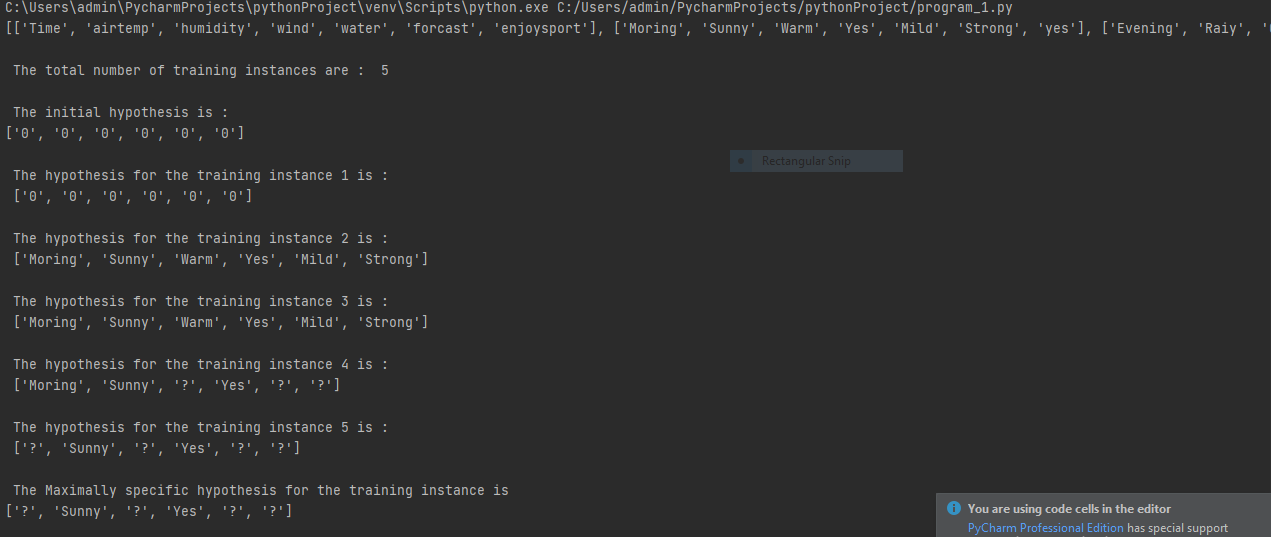 C:\Users\admin\PycharmProjects\pythonProject\venv\Scripts\python.exe C:/Users/admin/PycharmProjects/pythonProject/program_1.py
[['Time', 'airtemp', 'humidity', 'wind', 'water', 'forcast', 'enjoysport'], ['Moring', 'Sunny', 'Warm', 'Yes', 'Mild', 'Strong', 'yes'], ['Evening', 'Raiy',
The total number of training instances are :  5
The initial hypothesis is :
['0', '0', '0', '0', '0', '0']
Rectangular Snip
The hypothesis for the training instance 1 is :
['0', '0', '0', '0', '0', '0']
The hypothesis for the training instance 2 is :
['Moring', 'Sunny', 'Warm', 'Yes', 'Mild', 'Strong']
The hypothesis for the training instance 3 is :
['Moring', 'Sunny', 'Warm', 'Yes', 'Mild', 'Strong']
The hypothesis for the training instance 4 is :
['Moring', 'Sunny', '?', 'Yes', '?', '?']
The hypothesis for the training instance 5 is :
['?', 'Sunny', '?', 'Yes', '?', '?']
The Maximally specific hypothesis for the training instance is
['?', 'Sunny', '?', 'Yes', '?', '?']
You are using code cells in the editor
PyCharm Professional Edition has special support